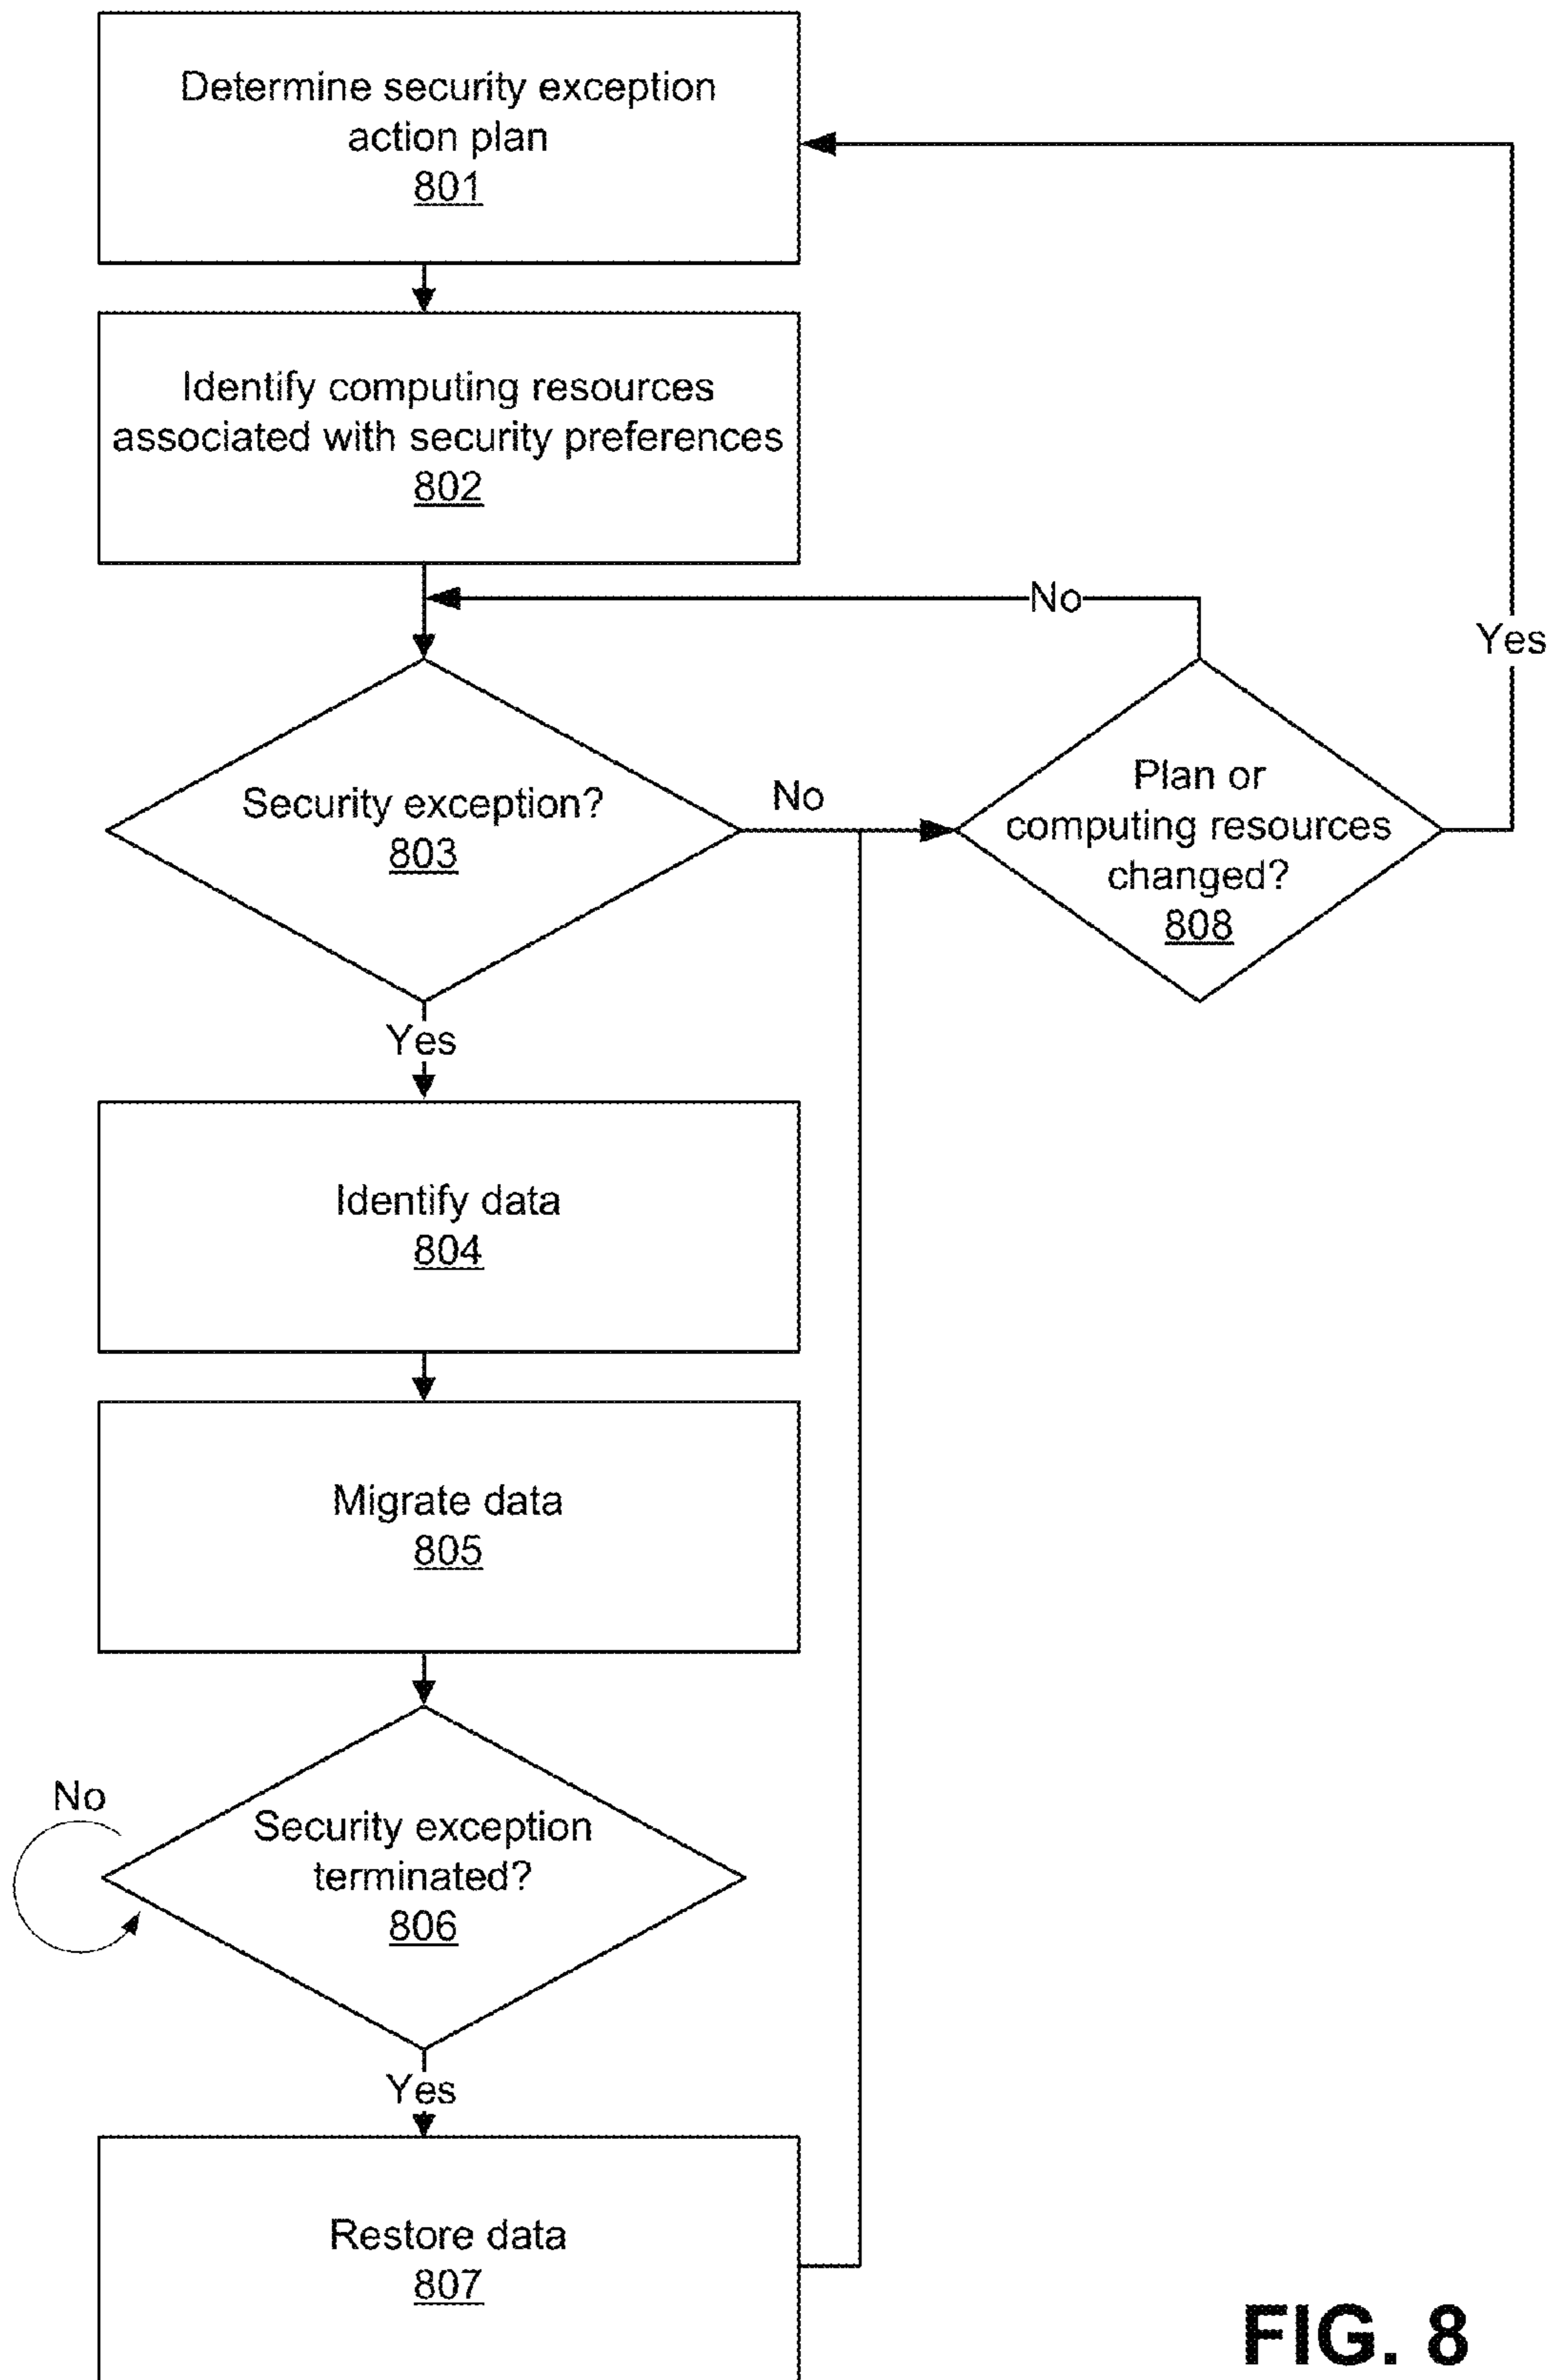 Determine security exception
action plan
801
Identify computing resources
associated with security preferences
802
No
Yes
Security exception?
803
No
Plan or
computing resources
changed?
808
Yes
Identify data
804
Migrate data
805
No
Security exception
terminated?
806
Yes
Restore data
807
FIG. 8